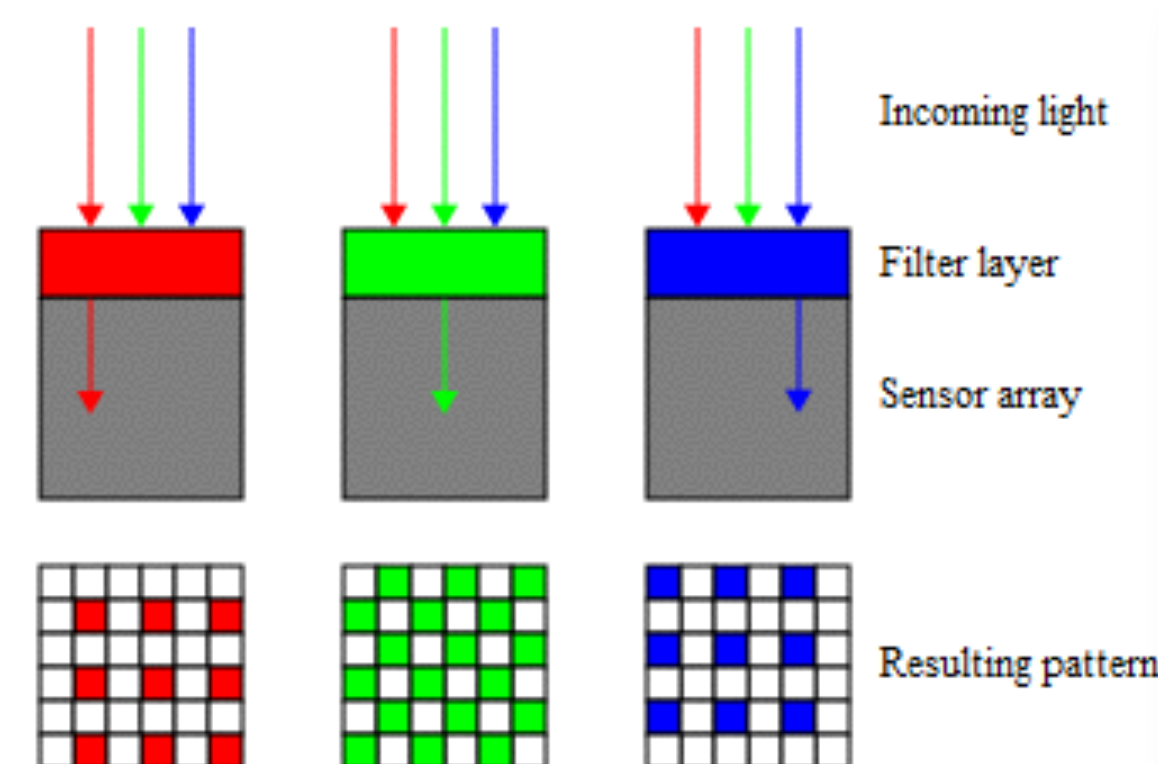 Incoming light
Filter layer
Sensor array
Resulting pattern